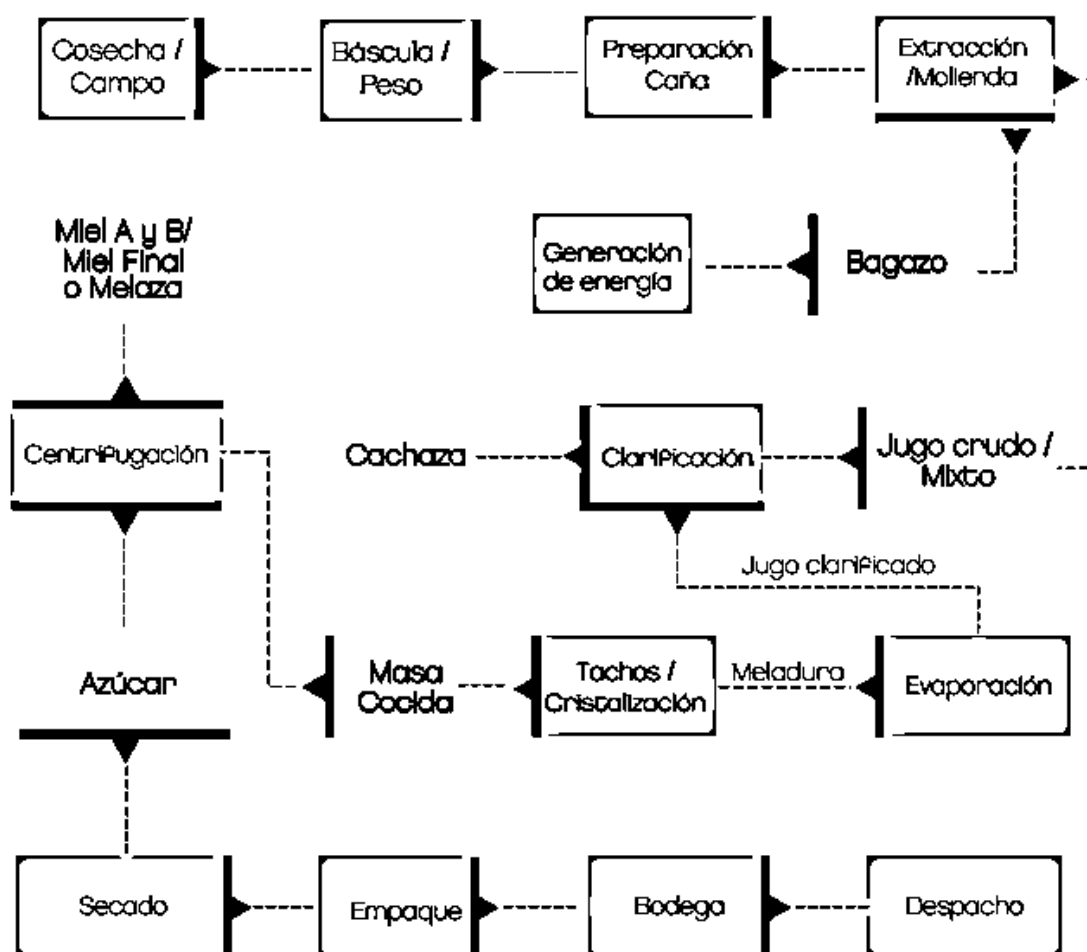 Cosecha /
Campo
Báscula /
Peso
Preparación
Caña
Extracción
/Molienda
Miel A y B/
Miel Final
o Melaza
Generación
de energía
Bagazo
Centrifugación
Cachaza
Clarificación
Jugo crudo /
Mixto
Jugo clarificado
Azúcar
Masa
Cocida
Tachos /
Cristalización
Meladura
Evaporación
Secado
Empaque
Bodega
Despacho